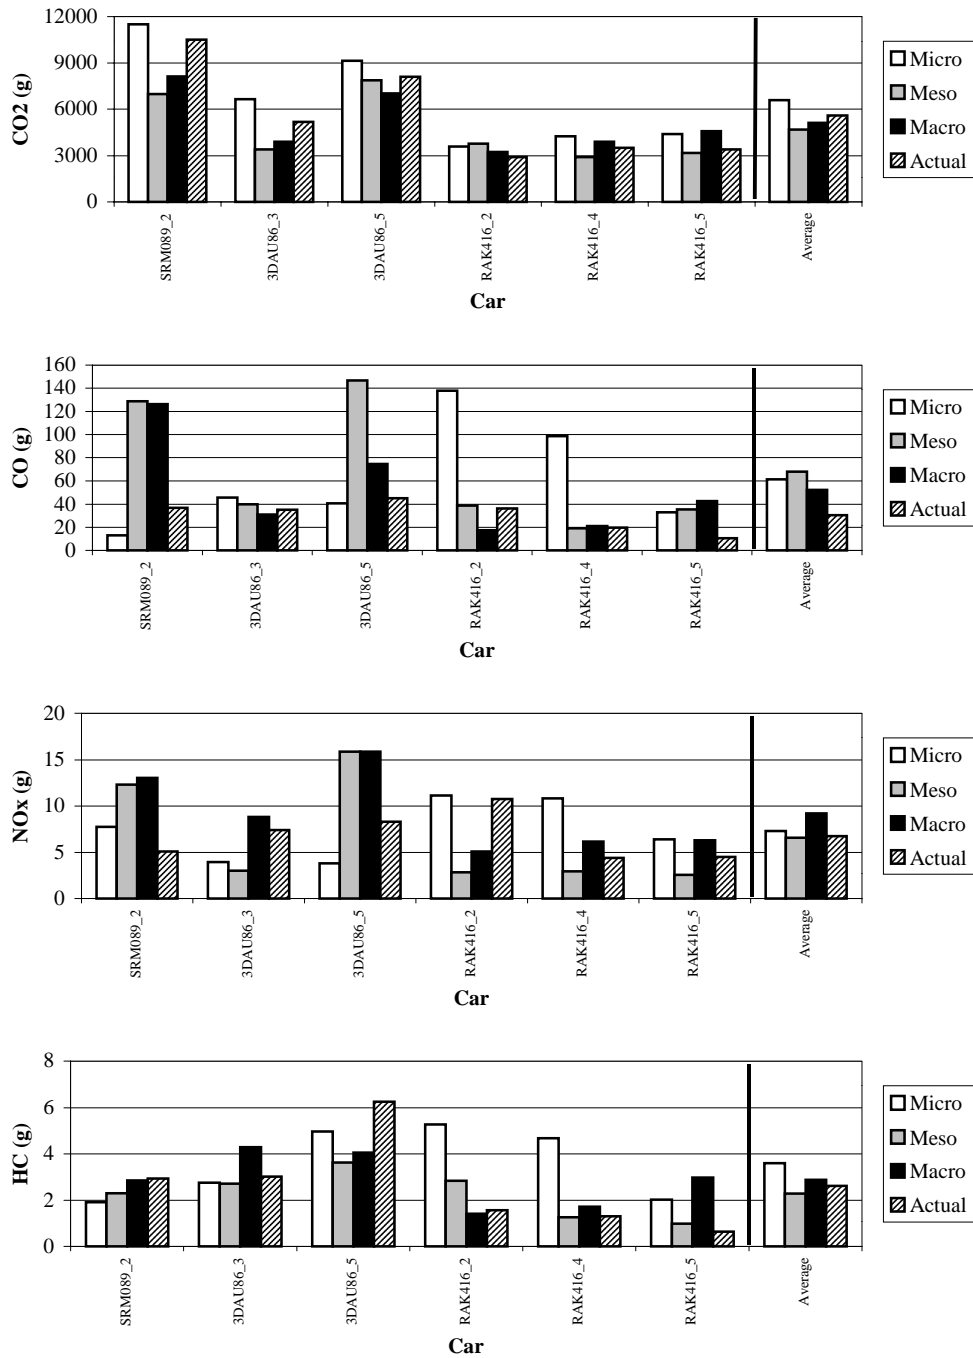 12000
9000
6000
3000
0
CO2 (g)
SRM089_2
3DAU86_3
3DAU86_5
RAK416_2
RAK416_4
RAK416_5
Average
Car
Micro
Meso
Macro
Actual
160
140
120
100
80
60
40
20
0
CO (g)
SRM089_2
3DAU86_3
3DAU86_5
RAK416_2
RAK416_4
RAK416_5
Average
Car
Micro
Meso
Macro
Actual
20
15
10
5
0
NOx (g)
SRM089_2
3DAU86_3
3DAU86_5
RAK416_2
RAK416_4
RAK416_5
Average
Car
Micro
Meso
Macro
Actual
8
6
4
2
0
HC (g)
SRM089_2
3DAU86_3
3DAU86_5
RAK416_2
RAK416_4
RAK416_5
Average
Car
Micro
Meso
Macro
Actual